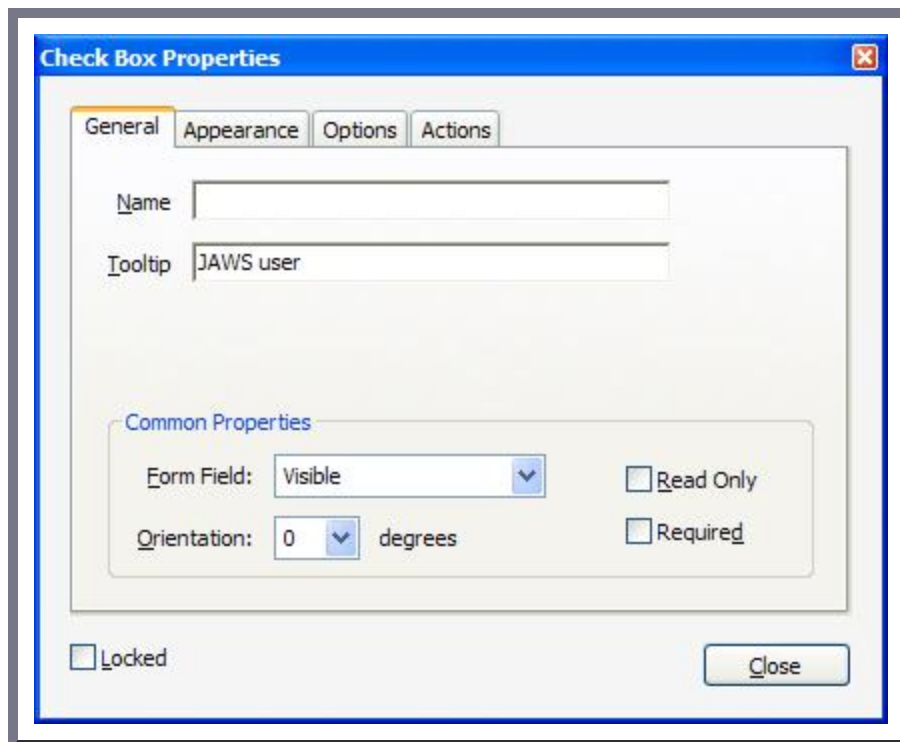 Check Box Properties
General Appearance Options Actions
Name
Tooltip JAWS user
Common Properties
Form Field: Visible Read Only
Orientation: 0 degrees Required
Locked Close